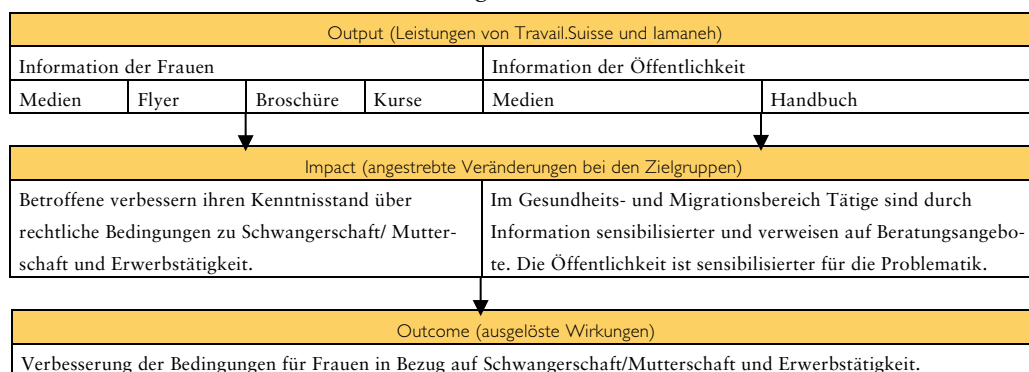 Output (Leistungen von Travail.Suisse und Iamaneh)
Information der Frauen
Information der Öffentlichkeit
Medien
Flyer
Broschüre
Kurse
Medien
Handbuch
Impact (angestrebte Veränderungen bei den Zielgruppen)
Betroffene verbessern ihren Kenntnisstand über
rechtliche Bedingungen zu Schwangerschaft/ Mutter-
schaft und Erwerbstätigkeit.
Im Gesundheits- und Migrationsbereich Tätige sind durch
Information sensibilisierter und verweisen auf Beratungsangebo-
te. Die Öffentlichkeit ist sensibilisierter für die Problematik.
Outcome (ausgelöste Wirkungen)
Verbesserung der Bedingungen für Frauen in Bezug auf Schwangerschaft/Mutterschaft und Erwerbstätigkeit.